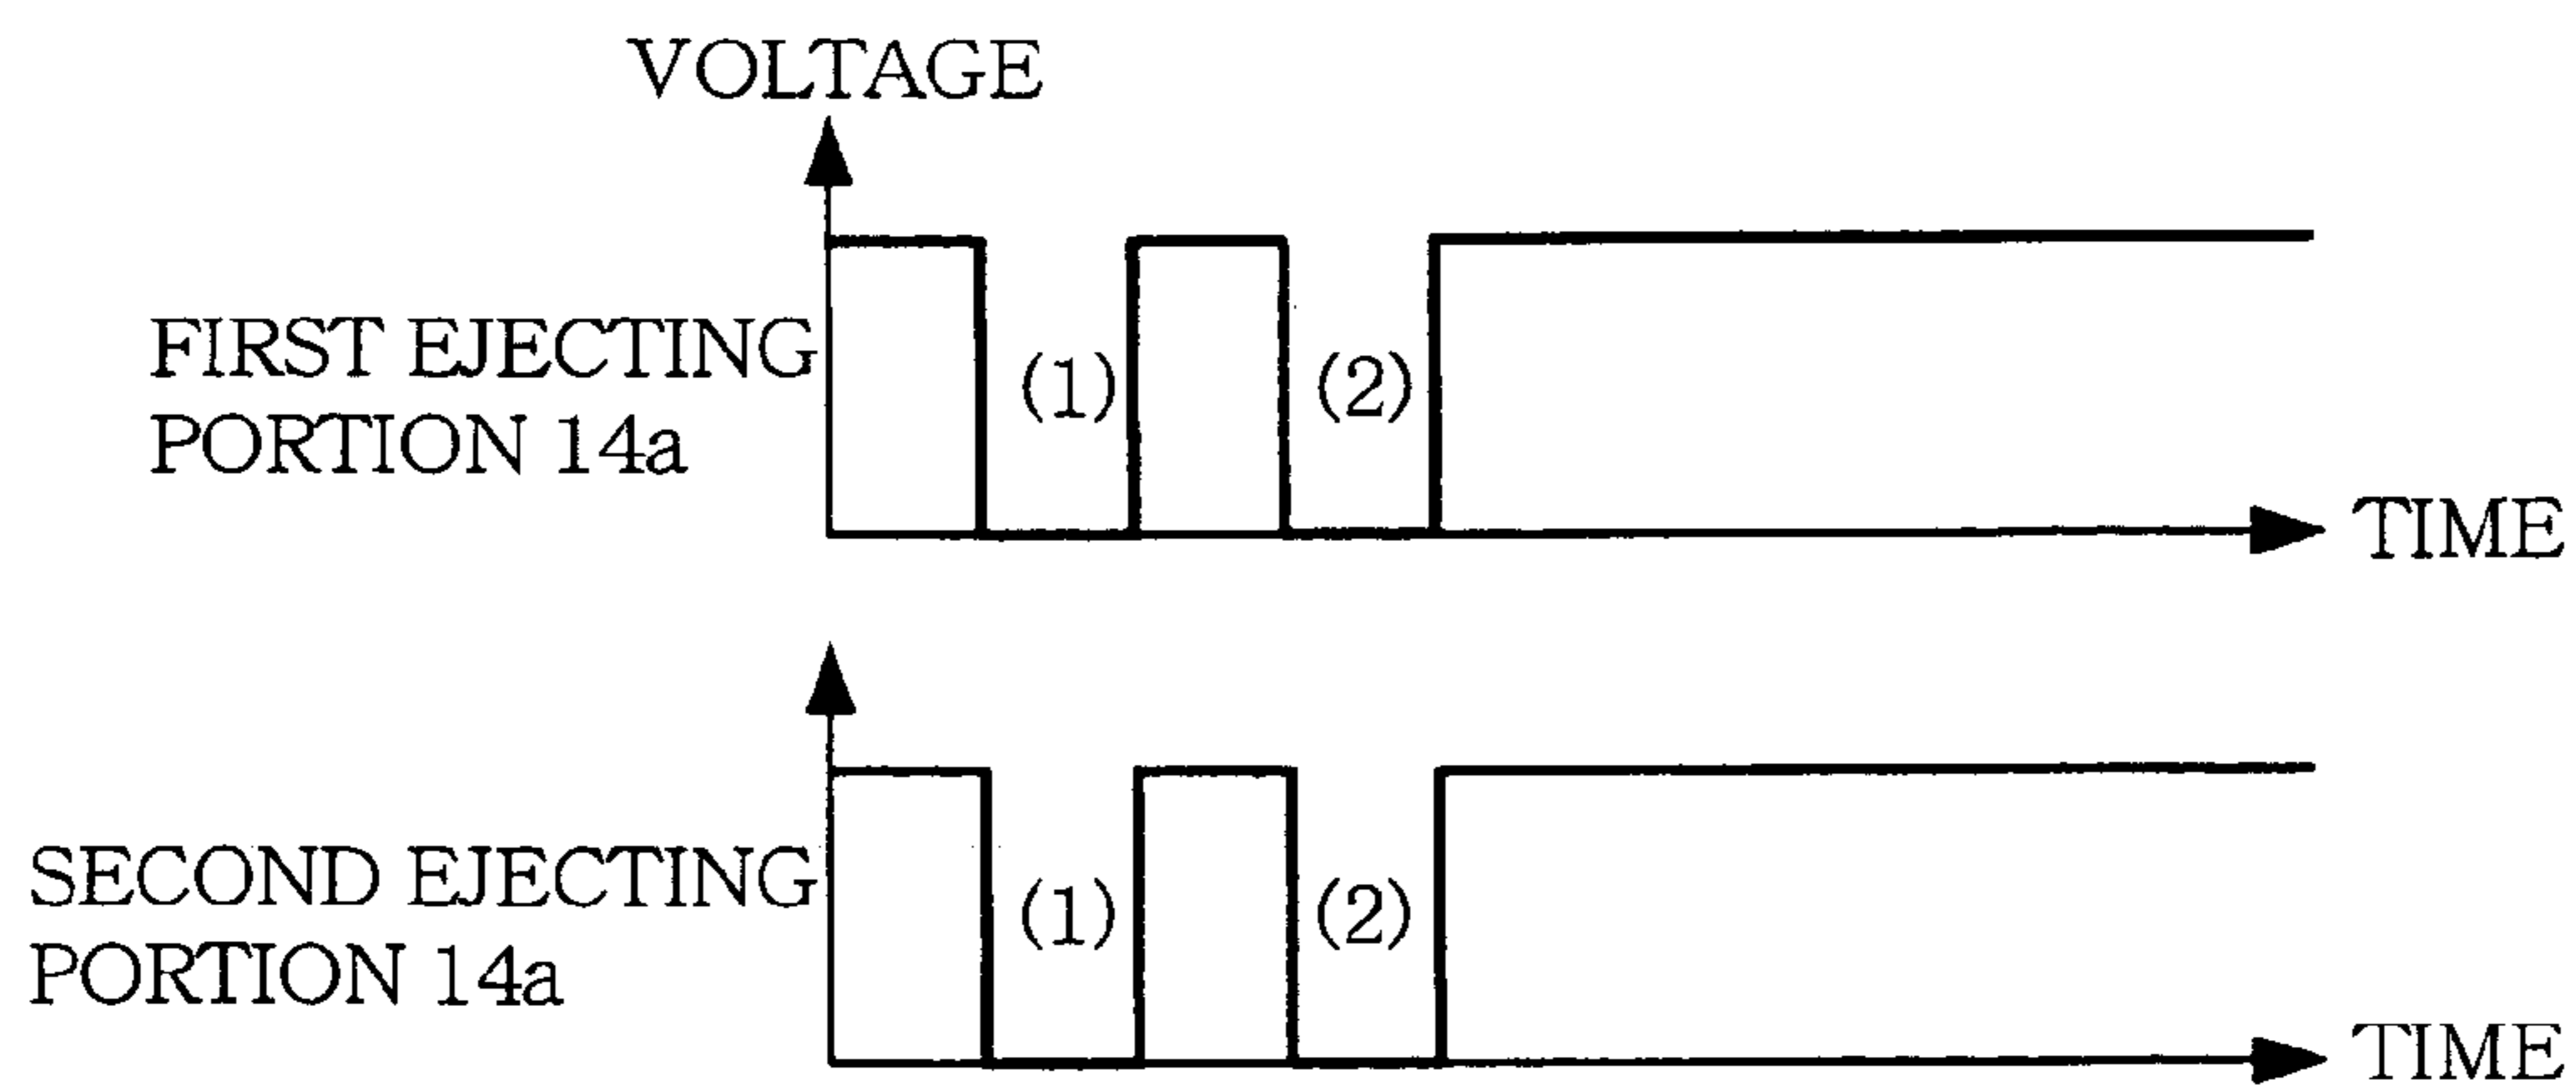 VOLTAGE
FIRST EJECTING
PORTION 14a
(1)
(2)
TIME
SECOND EJECTING
PORTION 14a
(1)
(2)
TIME